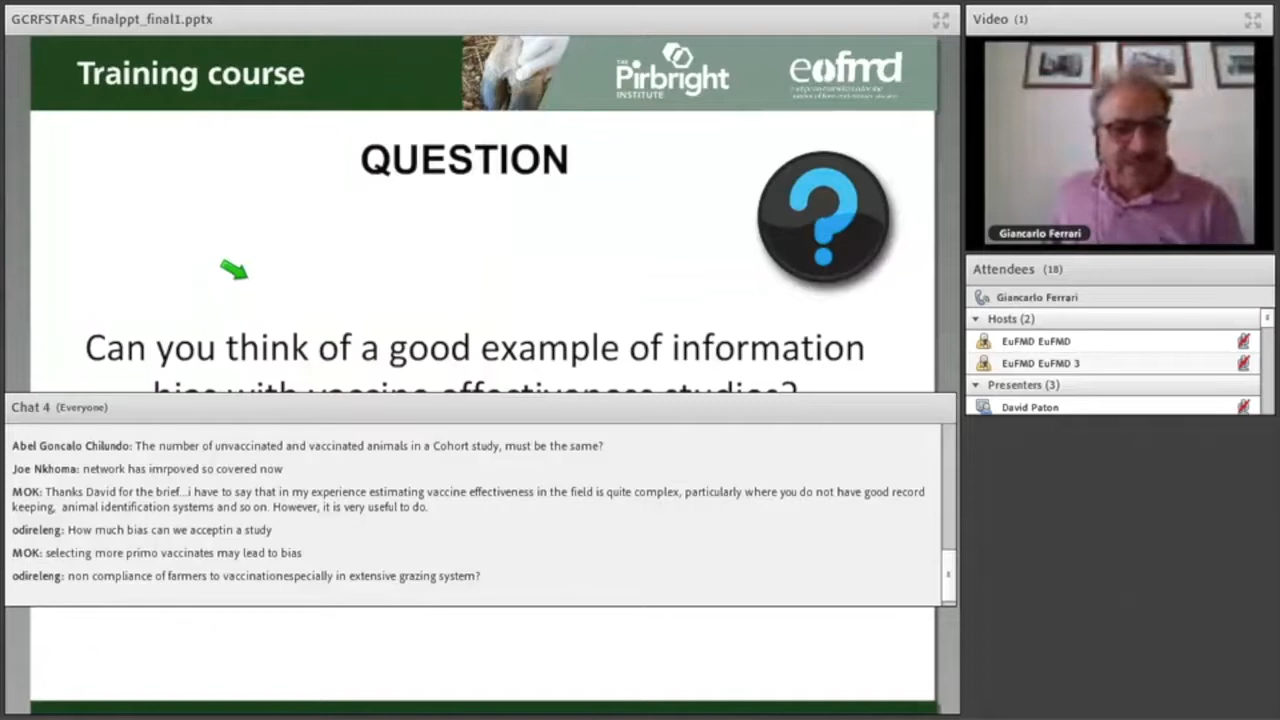 GCRFSTARS_finalppt_final1.pptx
Training course
THE
Pirbright
INSTITUTE
eofmd
QUESTION
Can you think of a good example of information
bias with vaccine effectiveness studies?
Chat 4 (Everyone)
Abel Goncalo Chilundo: The number of unvaccinated and vaccinated animals in a Cohort study, must be the same?
Joe Nkhoma: network has imrpoved so covered now
MOK: Thanks David for the brief...i have to say that in my experience estimating vaccine effectiveness in the field is quite complex, particularly where you do not have good record
keeping, animal identification systems and so on. However, it is very useful to do.
odireleng: How much bias can we acceptin a study
MOK: selecting more primo vaccinates may lead to bias
odireleng: non compliance of farmers to vaccinationespecially in extensive grazing system?
Video (1)
Giancarlo Ferrari
Attendees (18)
Giancarlo Ferrari
Hosts (2)
EuFMD EuFMD
EuFMD EuFMD 3
Presenters (3)
David Paton